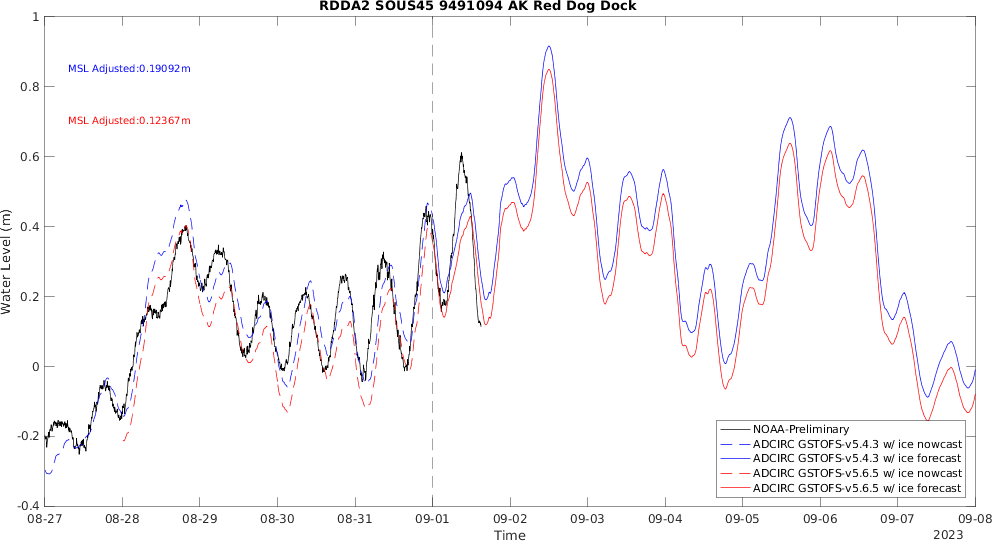 RDDA2 SOUS45 9491094 AK Red Dog Dock
Water Level (m)
1
0.8
0.6
0.4
0.2
0
-0.2
-0.4
MSL Adjusted:0.19092m
MSL Adjusted:0.12367m
NOAA-Preliminary
ADCIRC GSTOFS-v5.4.3 w/ ice nowcast
ADCIRC GSTOFS-v5.4.3 w/ ice forecast
ADCIRC GSTOFS-v5.6.5 w/ ice nowcast
ADCIRC GSTOFS-v5.6.5 w/ ice forecast
08-27 08-28 08-29 08-30 08-31 09-01 09-02 09-03 09-04 09-05 09-06 09-07 09-08
Time
2023